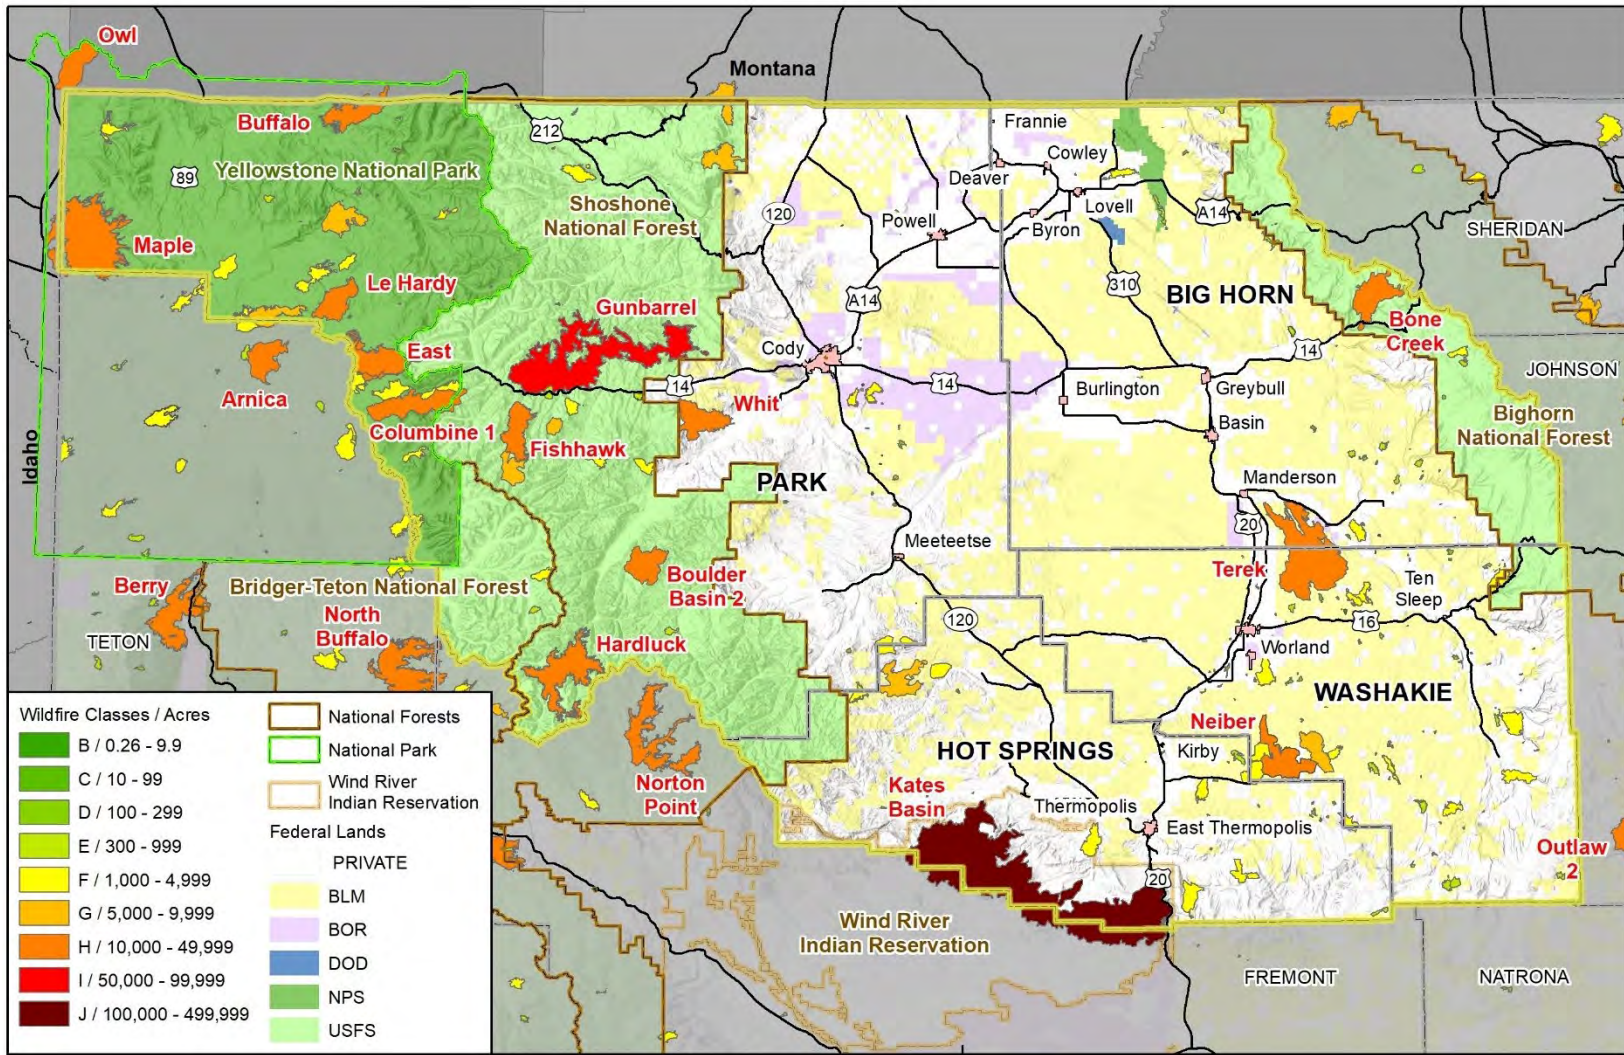 Owl
Montana
Buffalo
212
Frannie
Cowley
89
Yellowstone National Park
Deaver
Lovell
Shoshone
National Forest
120
Powell
Byron
A14
SHERIDAN
Maple
Le Hardy
310
BIG HORN
A14
Gunbarrel
Bone
Creek
East
Cody
14
JOHNSON
Arnica
14
14
Burlington
Greybull
Whit
Basin
Bighorn
National Forest
Columbine 1
Fishhawk
Idaho
PARK
Manderson
20
Meeteetse
Terek
Ten
Sleep
Berry
Bridger-Teton National Forest
Boulder
Basin 2
North
Buffalo
120
16
TETON
Hardluck
Worland
WASHAKIE
Neiber
HOT SPRINGS
Kirby
Norton
Point
Kates
Basin
Thermopolis
East Thermopolis
Outlaw
2
20
Wind River
Indian Reservation
FREMONT
NATRONA
Wildfire Classes / Acres
B / 0.26 - 9.9
C / 10 - 99
D / 100 - 299
E / 300 - 999
F / 1,000 - 4,999
G / 5,000 - 9,999
H / 10,000 - 49,999
I / 50,000 - 99,999
J / 100,000 - 499,999
National Forests
National Park
Wind River
Indian Reservation
Federal Lands
PRIVATE
BLM
BOR
DOD
NPS
USFS